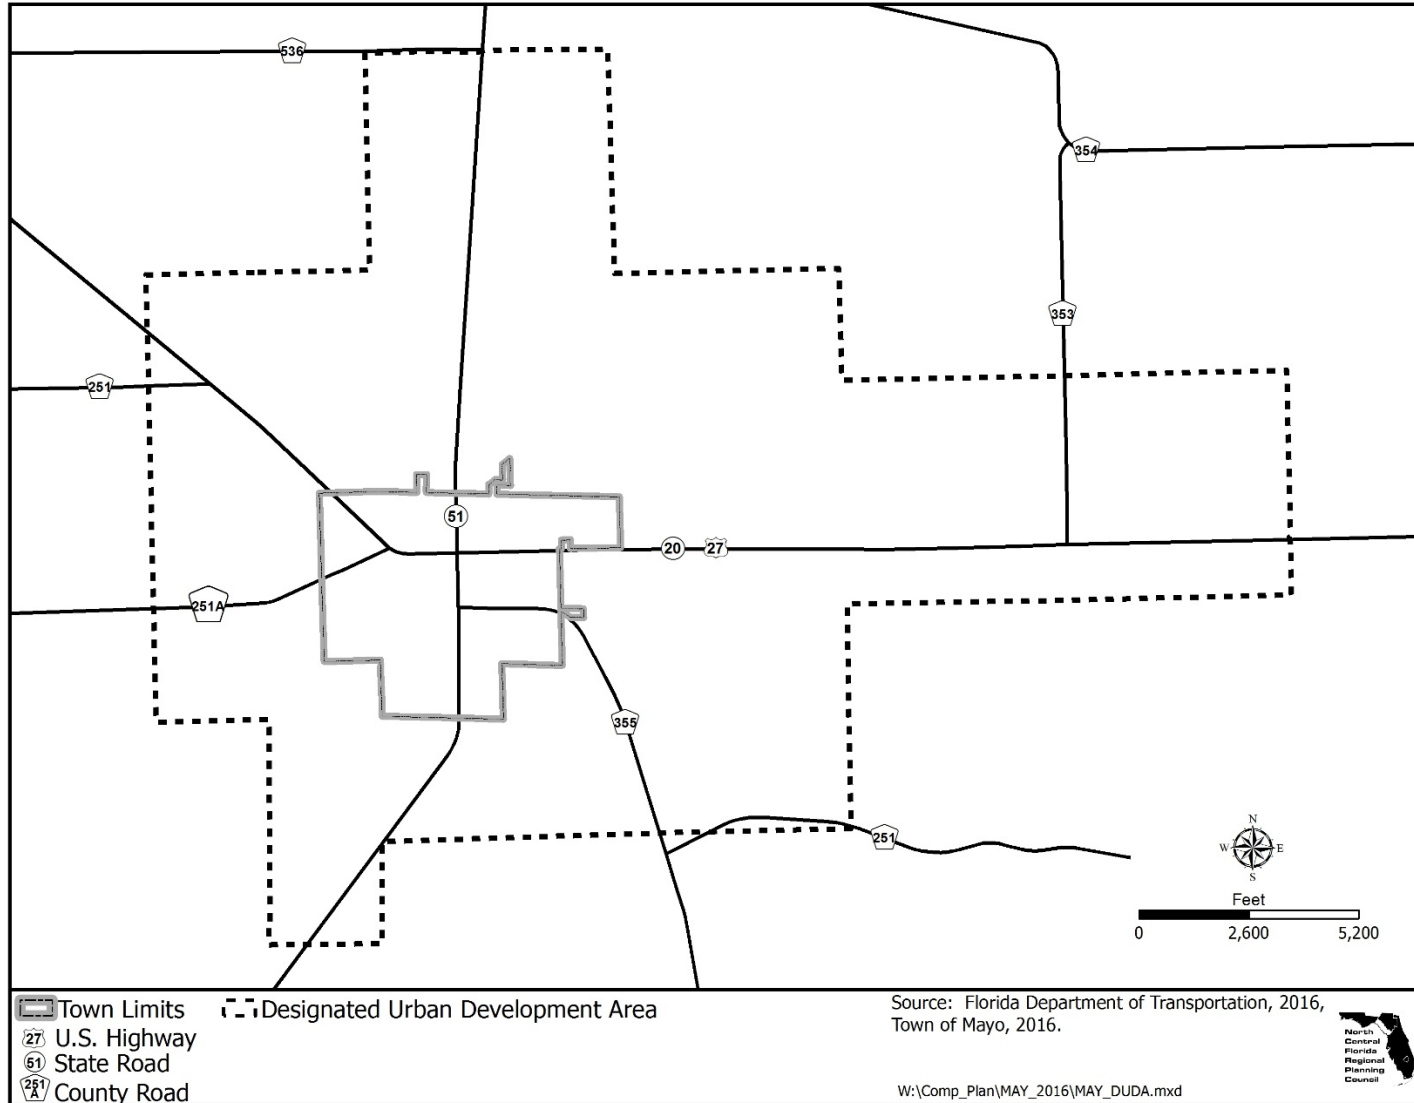 536
354
353
251
51
20
27
251A
355
251
N
W
E
S
Feet
0
2,600
5,200
Town Limits
Designated Urban Development Area
27 U.S. Highway
51 State Road
251
A County Road
Source: Florida Department of Transportation, 2016,
Town of Mayo, 2016.
W:\Comp_Plan\MAY_2016\MAY_DUDA.mxd
North
Central
Florida
Regional
Planning
Council